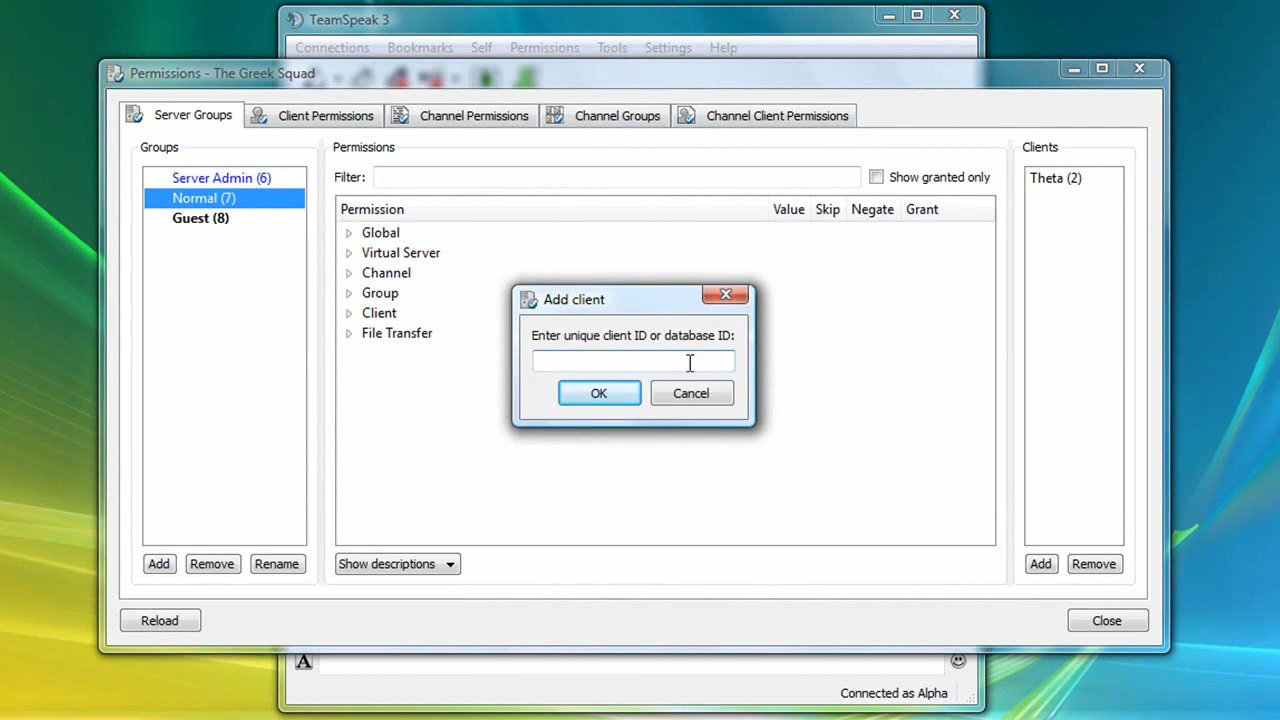 TeamSpeak 3
Connections Bookmarks Self Permissions Tools Settings Help
Permissions - The Greek Squad
Server Groups Client Permissions Channel Permissions Channel Groups Channel Client Permissions
Groups Permissions Clients
Server Admin (6) Filter: Show granted only Theta (2)
Normal (7) Permission Value Skip Negate Grant
Guest (8) Global
Virtual Server
Channel
Group
Client
File Transfer
Add client
Enter unique client ID or database ID:
OK Cancel
Add Remove Rename Show descriptions Add Remove
Reload Close
A
Connected as Alpha